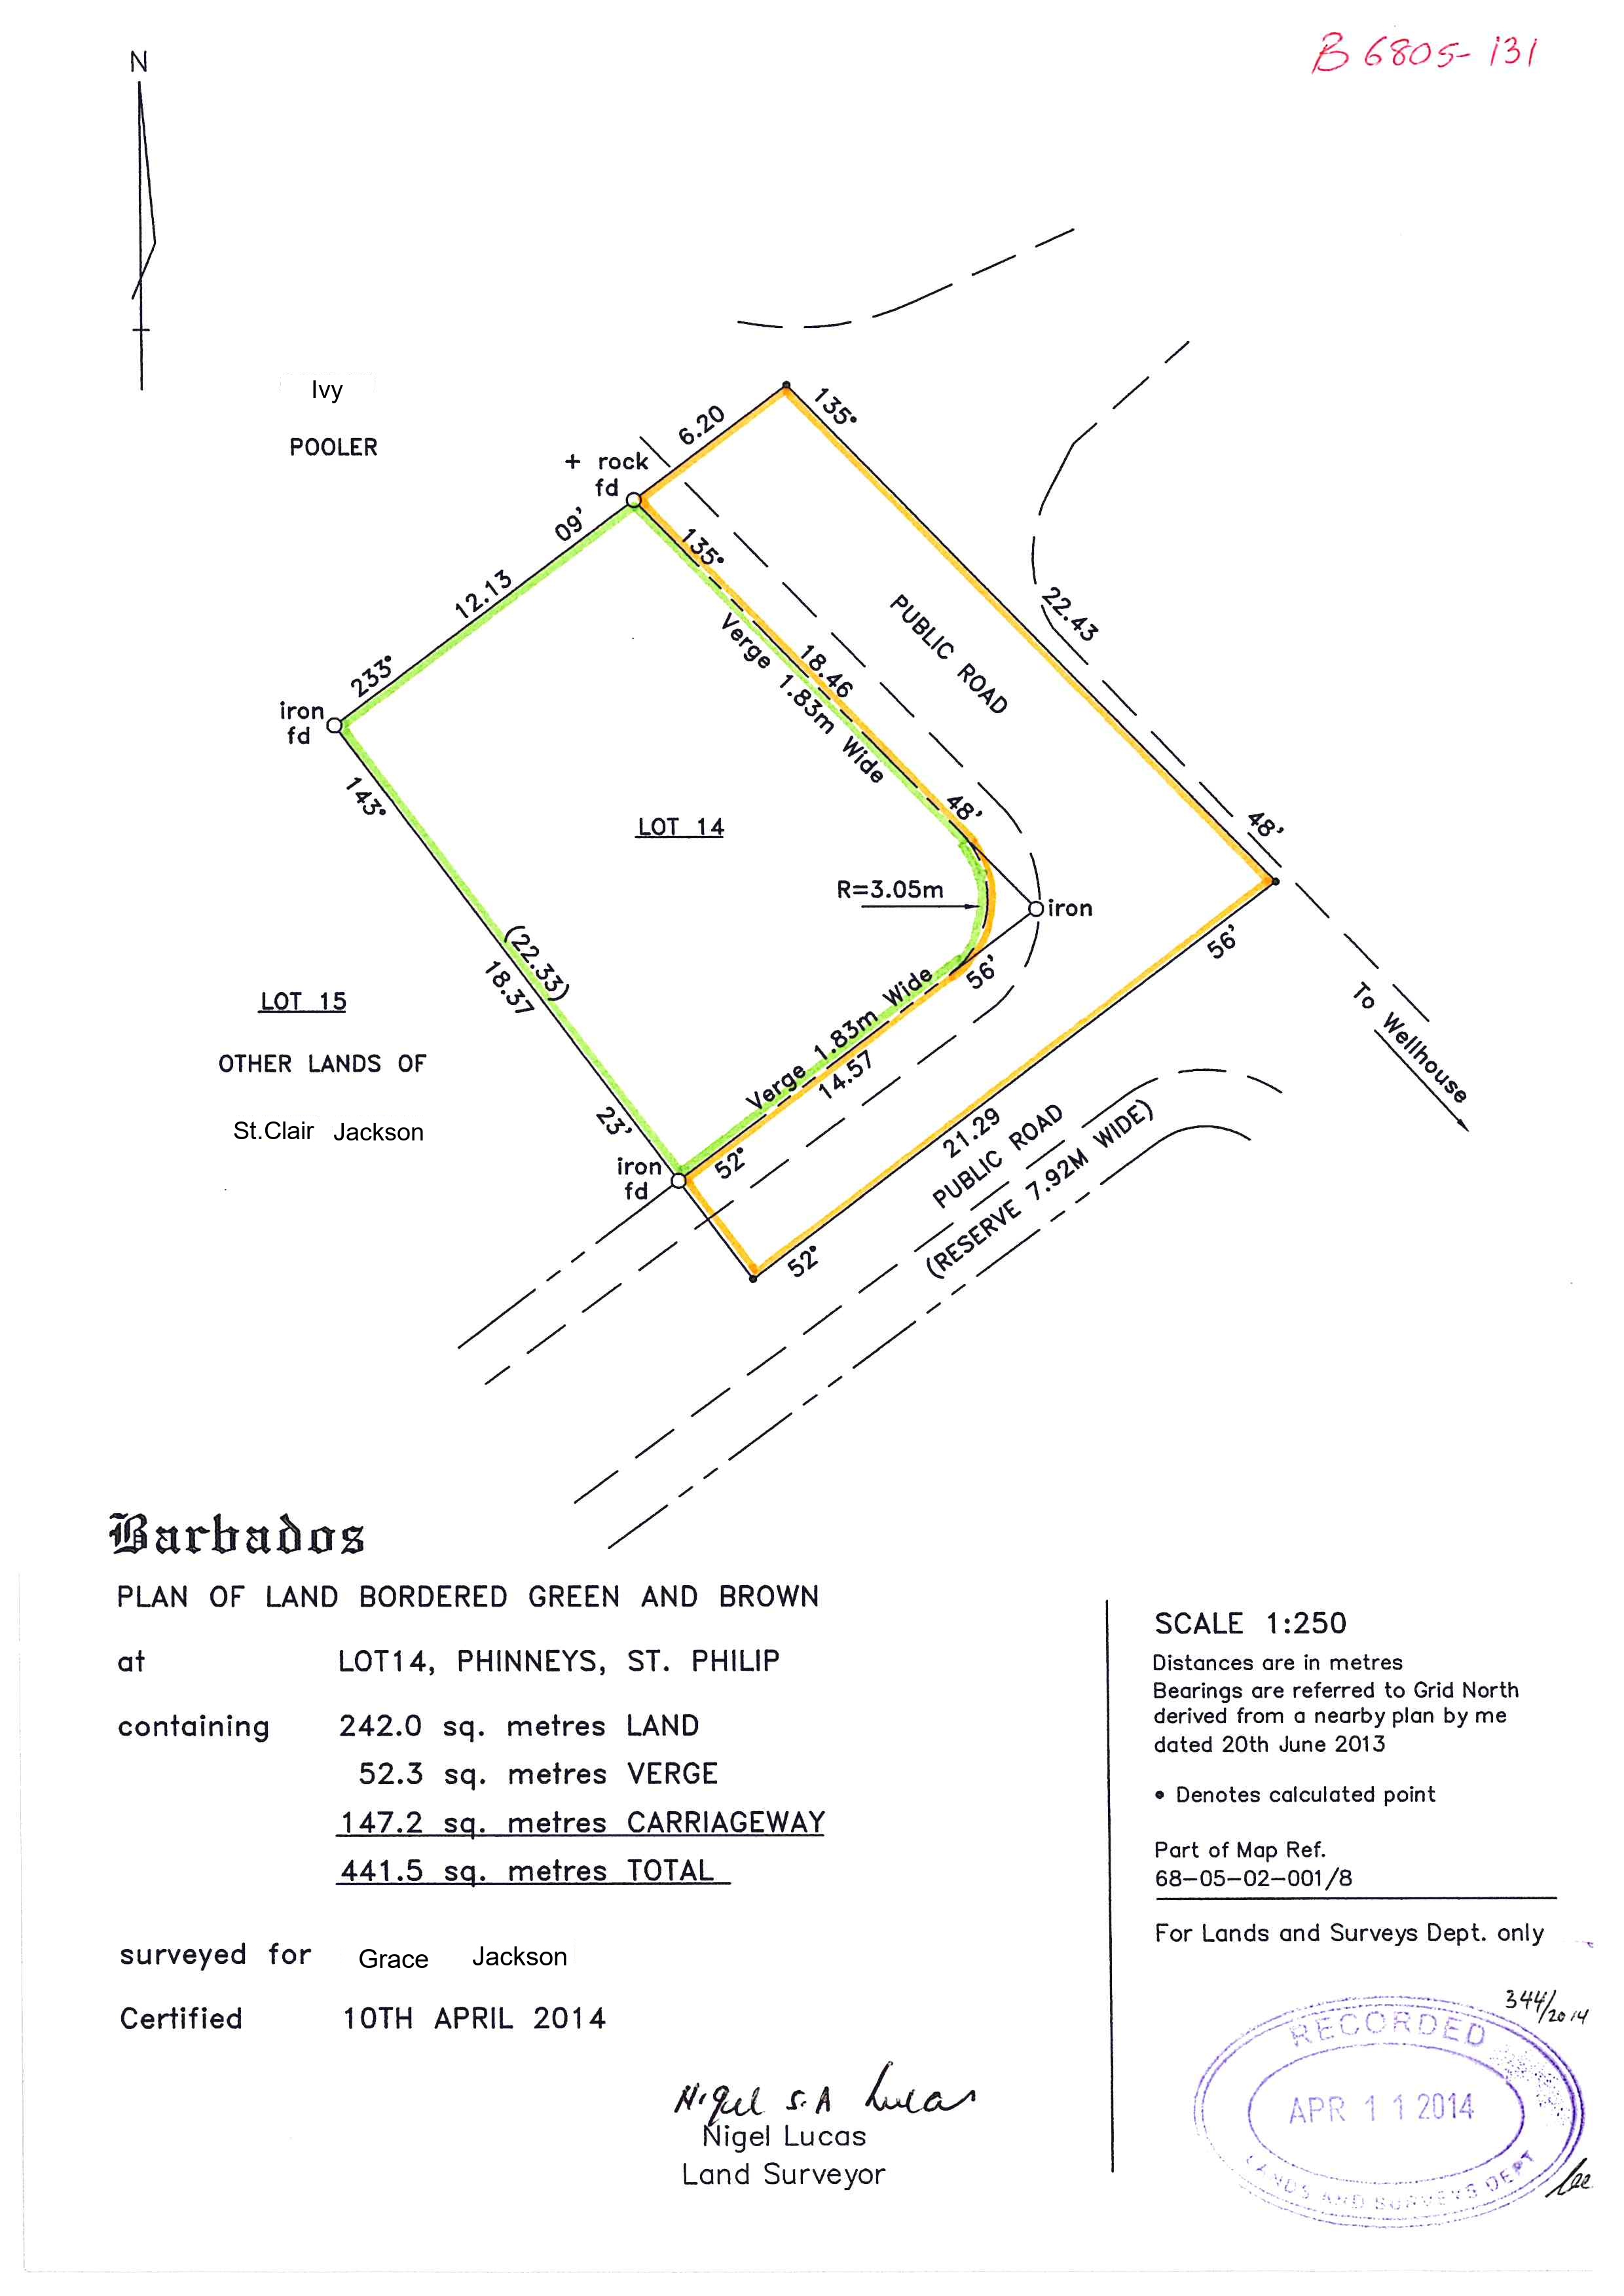 B 6805-131
N
Ivy
POOLER
6.20
135°
+ rock
fd
09'
135°
12.13
22.43
PUBLIC ROAD
Verge 1.83m Wide
18.46
233°
iron
fd
143°
48'
48'
LOT 14
R=3.05m
iron
56'
56'
(22.33)
18.37
LOT 15
To Wellhouse
OTHER LANDS OF
Verge 1.83m Wide
14.57
St.Clair Jackson
23'
21.29
PUBLIC ROAD
(RESERVE 7.92M WIDE)
iron
fd
52°
52°
Barbados
PLAN OF LAND BORDERED GREEN AND BROWN
at LOT14, PHINNEYS, ST. PHILIP
containing 242.0 sq. metres LAND
52.3 sq. metres VERGE
147.2 sq. metres CARRIAGEWAY
441.5 sq. metres TOTAL
surveyed for Grace Jackson
Certified 10TH APRIL 2014
Nigel S.A Lucas
Nigel Lucas
Land Surveyor
SCALE 1:250
Distances are in metres
Bearings are referred to Grid North
derived from a nearby plan by me
dated 20th June 2013
• Denotes calculated point
Part of Map Ref.
68-05-02-001/8
For Lands and Surveys Dept. only
344/2014
RECORDED
APR 11 2014
LANDS AND SURVEYS DEPT